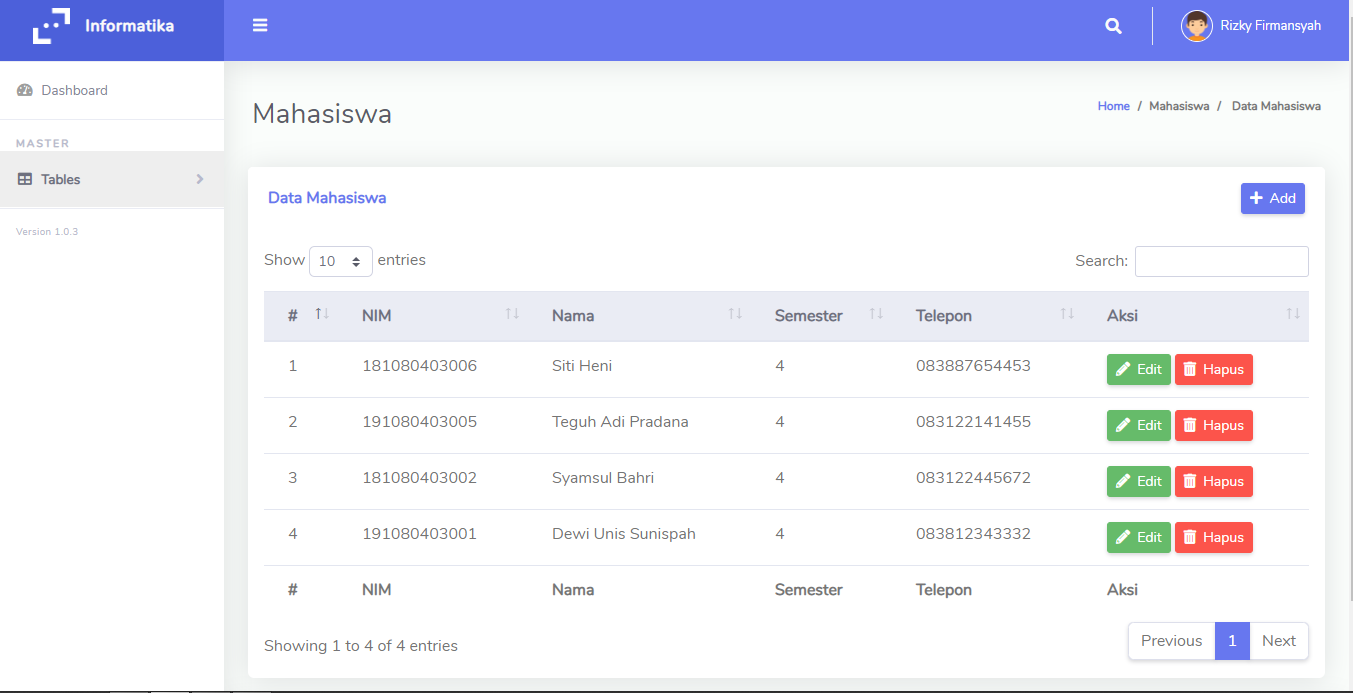 Informatika
Rizky Firmansyah
Dashboard
MASTER
Tables
Version 1.0.3
Mahasiswa
Home / Mahasiswa / Data Mahasiswa
Data Mahasiswa
Add
Show 10 entries
Search:
# NIM Nama Semester Telepon Aksi
1 181080403006 Siti Heni 4 083887654453 Edit Hapus
2 191080403005 Teguh Adi Pradana 4 083122141455 Edit Hapus
3 181080403002 Syamsul Bahri 4 083122445672 Edit Hapus
4 191080403001 Dewi Unis Sunispah 4 083812343332 Edit Hapus
# NIM Nama Semester Telepon Aksi
Showing 1 to 4 of 4 entries
Previous 1 Next